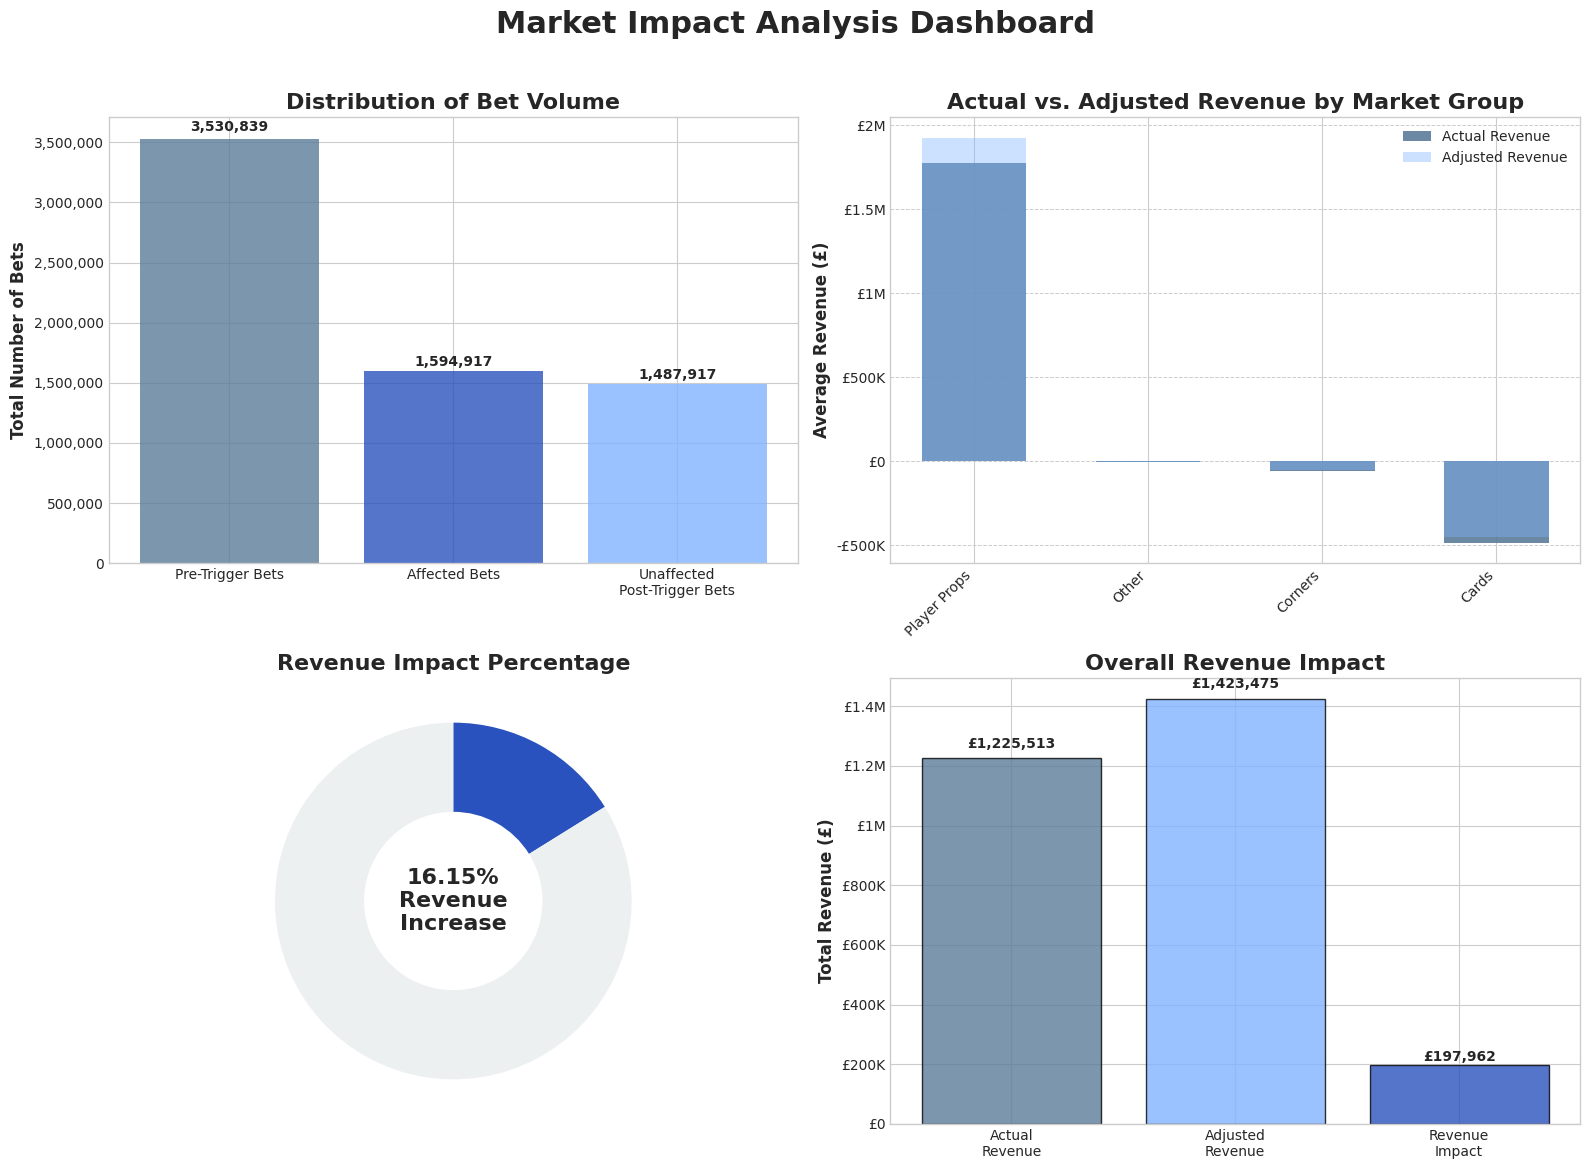 Market Impact Analysis Dashboard
Distribution of Bet Volume
Total Number of Bets
3,500,000
3,000,000
2,500,000
2,000,000
1,500,000
1,000,000
500,000
0
3,530,839
1,594,917
1,487,917
Pre-Trigger Bets
Affected Bets
Unaffected
Post-Trigger Bets
Actual vs. Adjusted Revenue by Market Group
Actual Revenue
Adjusted Revenue
Average Revenue (£)
£2M
£1.5M
£1M
£500K
£0
-£500K
Player Props
Other
Corners
Cards
Revenue Impact Percentage
16.15%
Revenue
Increase
Overall Revenue Impact
Total Revenue (£)
£1.4M
£1.2M
£1M
£800K
£600K
£400K
£200K
£0
£1,225,513
£1,423,475
£197,962
Actual
Revenue
Adjusted
Revenue
Revenue
Impact